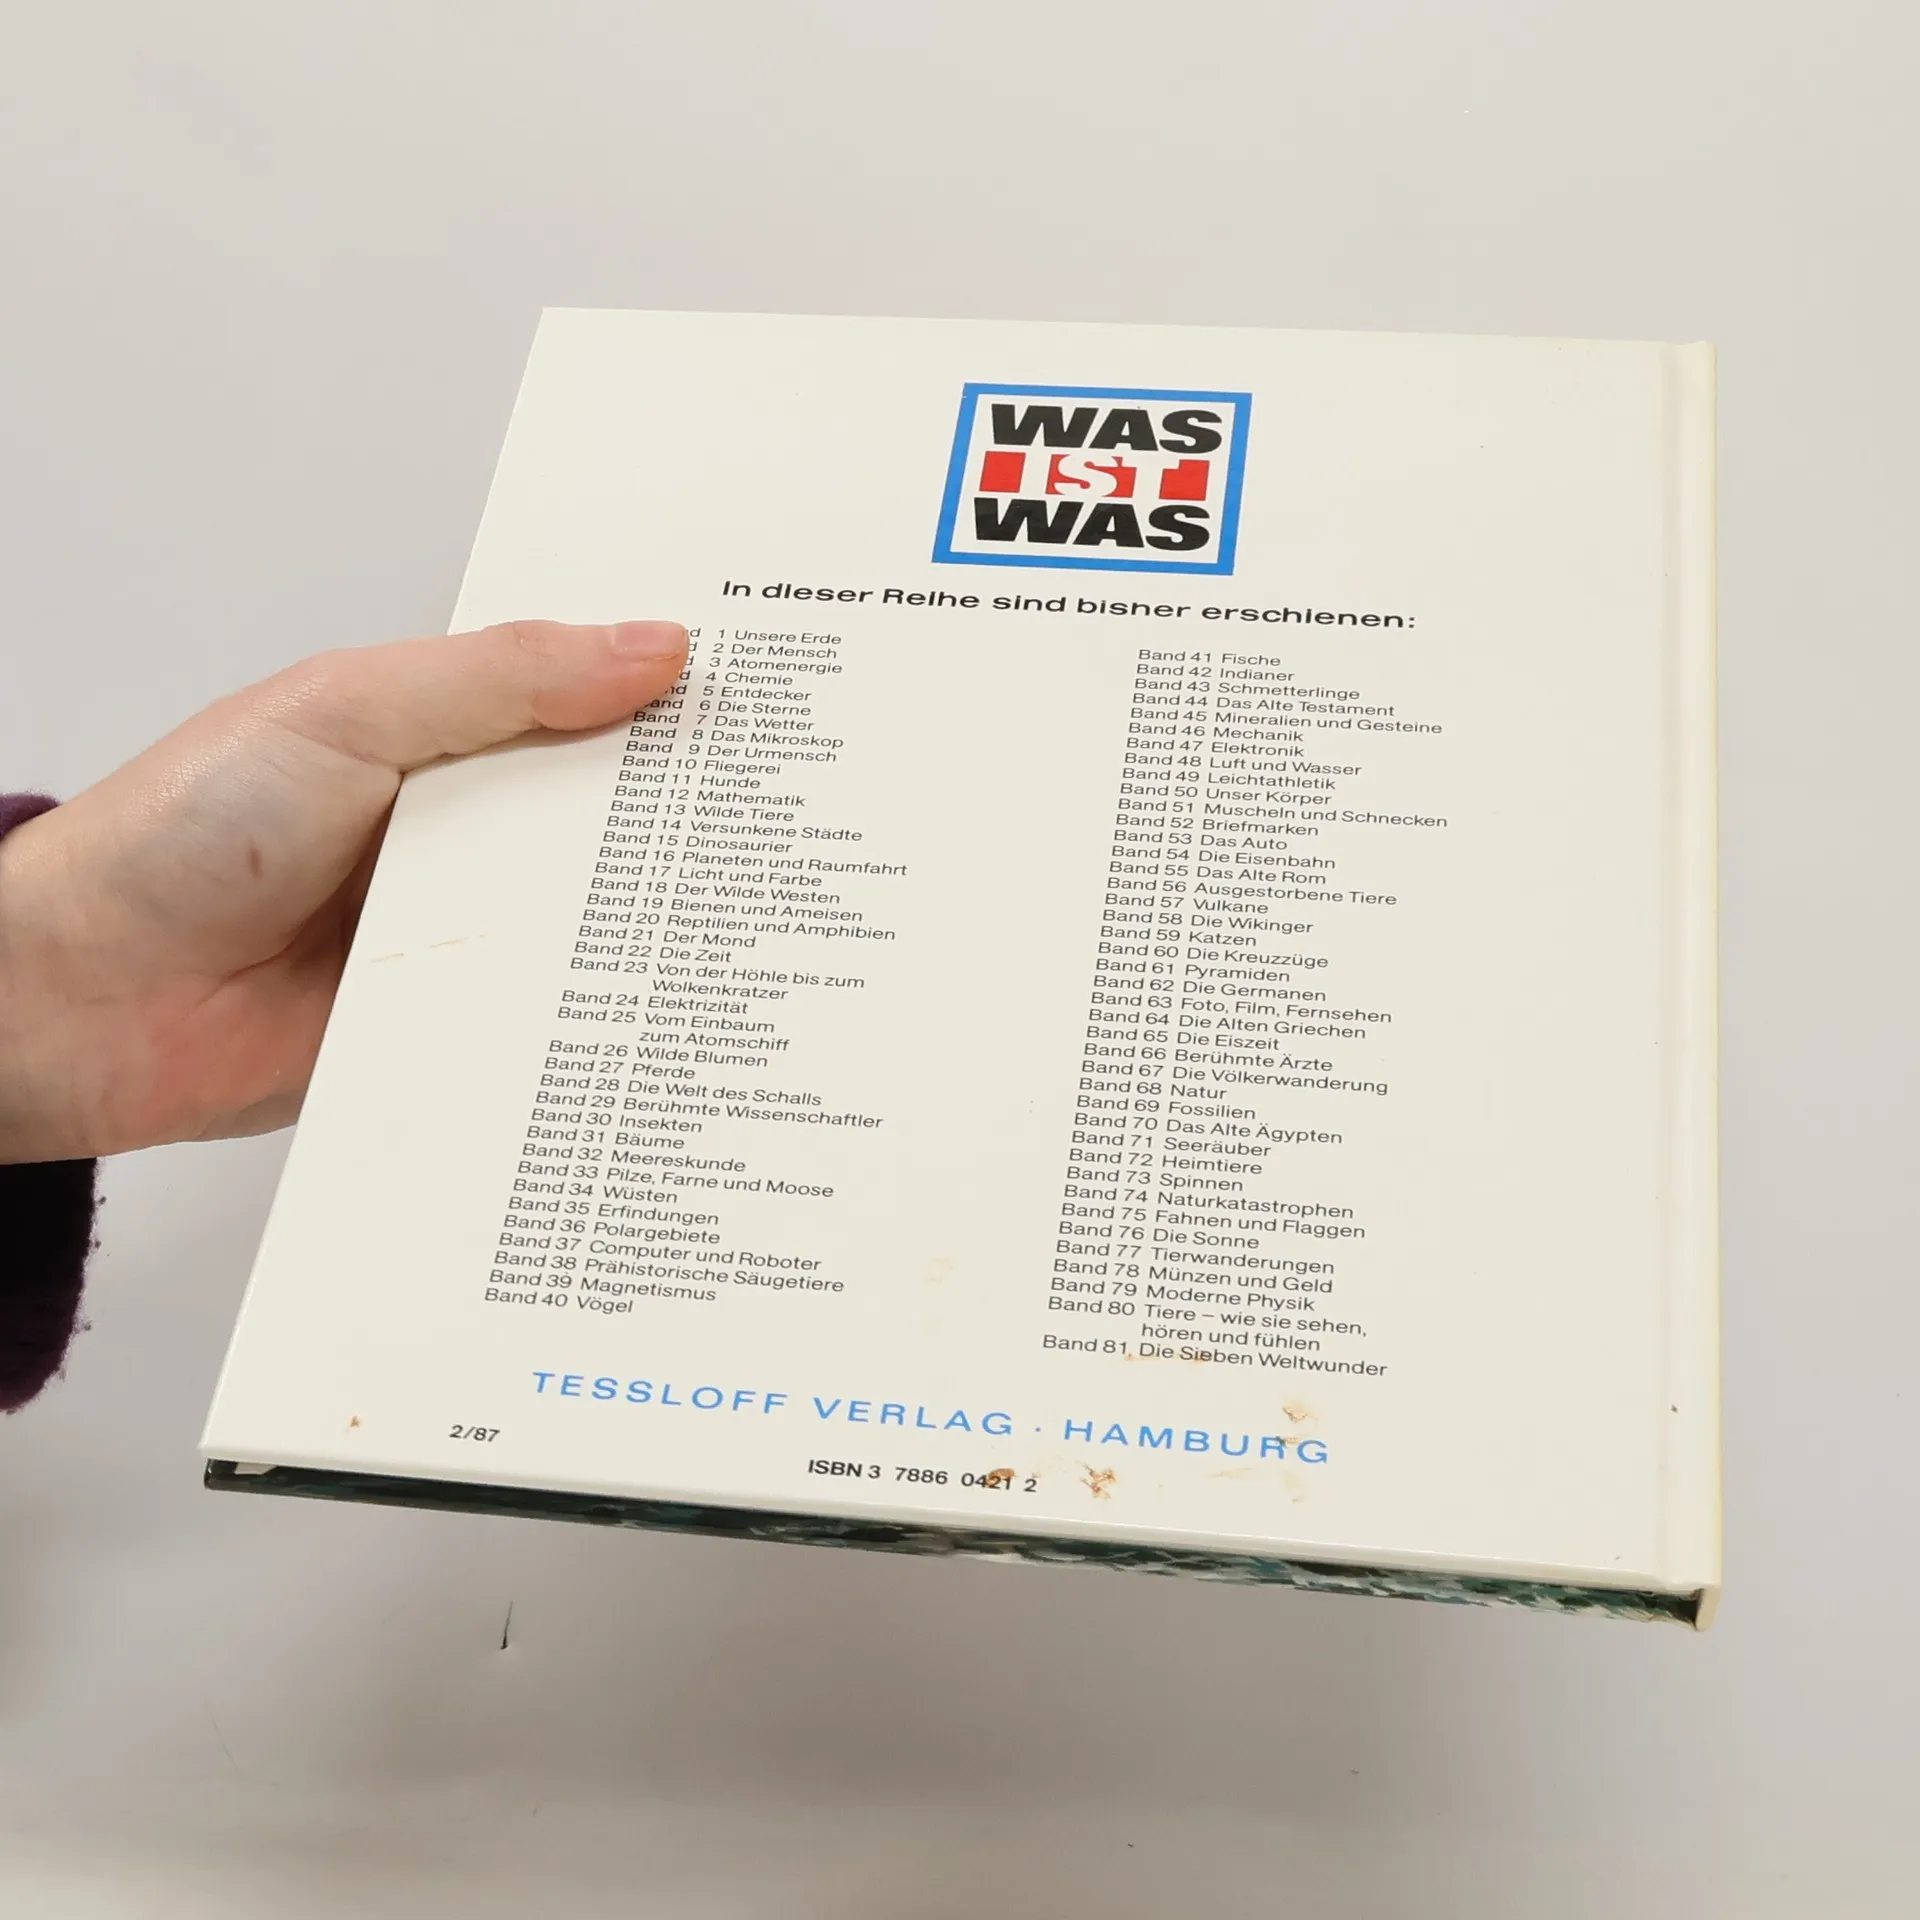 WAS
IST
WAS
In dieser Reihe sind bisher erschienen:
1 Unsere Erde
2 Der Mensch
3 Atomenergie
4 Chemie
5 Entdecker
6 Die Sterne
Band 7 Das Wetter
Band 8 Das Mikroskop
Band 9 Der Urmensch
Band 10 Fliegerei
Band 11 Hunde
Band 12 Mathematik
Band 13 Wilde Tiere
Band 14 Versunkene Städte
Band 15 Dinosaurier
Band 16 Planeten und Raumfahrt
Band 17 Licht und Farbe
Band 18 Der Wilde Westen
Band 19 Bienen und Ameisen
Band 20 Reptilien und Amphibien
Band 21 Der Mond
Band 22 Die Zeit
Band 23 Von der Höhle bis zum
Wolkenkratzer
Band 24 Elektrizität
Band 25 Vom Einbaum
zum Atomschiff
Band 26 Wilde Blumen
Band 27 Pferde
Band 28 Die Welt des Schalls
Band 29 Berühmte Wissenschaftler
Band 30 Insekten
Band 31 Bäume
Band 32 Meereskunde
Band 33 Pilze, Farne und Moose
Band 34 Wüsten
Band 35 Erfindungen
Band 36 Polargebiete
Band 37 Computer und Roboter
Band 38 Prähistorische Säugetiere
Band 39 Magnetismus
Band 40 Vögel
Band 41 Fische
Band 42 Indianer
Band 43 Schmetterlinge
Band 44 Das Alte Testament
Band 45 Mineralien und Gesteine
Band 46 Mechanik
Band 47 Elektronik
Band 48 Luft und Wasser
Band 49 Leichtathletik
Band 50 Unser Körper
Band 51 Muscheln und Schnecken
Band 52 Briefmarken
Band 53 Das Auto
Band 54 Die Eisenbahn
Band 55 Das Alte Rom
Band 56 Ausgestorbene Tiere
Band 57 Vulkane
Band 58 Die Wikinger
Band 59 Katzen
Band 60 Die Kreuzzüge
Band 61 Pyramiden
Band 62 Die Germanen
Band 63 Foto, Film, Fernsehen
Band 64 Die Alten Griechen
Band 65 Die Eiszeit
Band 66 Berühmte Ärzte
Band 67 Die Völkerwanderung
Band 68 Natur
Band 69 Fossilien
Band 70 Das Alte Ägypten
Band 71 Seeräuber
Band 72 Heimtiere
Band 73 Spinnen
Band 74 Naturkatastrophen
Band 75 Fahnen und Flaggen
Band 76 Die Sonne
Band 77 Tierwanderungen
Band 78 Münzen und Geld
Band 79 Moderne Physik
Band 80 Tiere – wie sie sehen,
hören und fühlen
Band 81 Die Sieben Weltwunder
TESSLOFF VERLAG · HAMBURG
2/87
ISBN 3 7886 0421 2